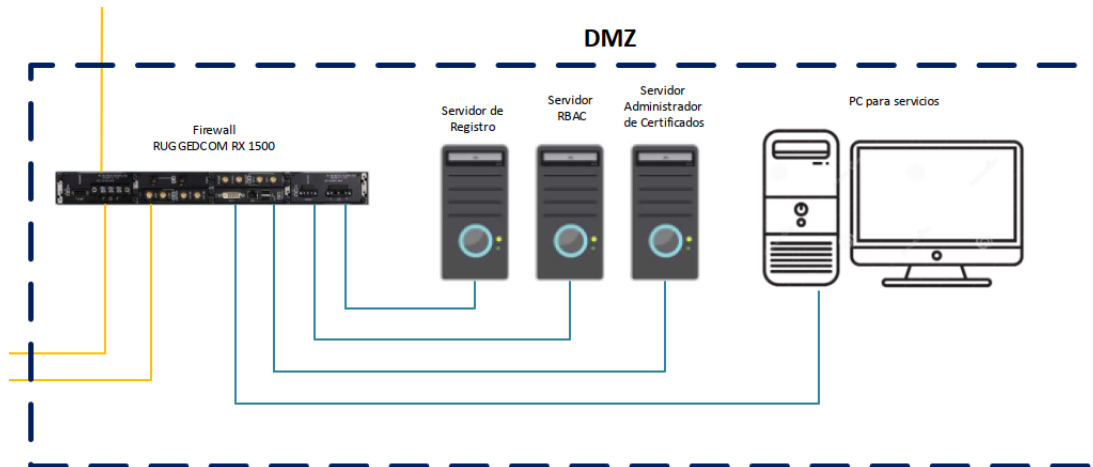 DMZ
Firewall
RUGGEDCOM RX 1500
Servidor de
Registro
Servidor
RBAC
Servidor
Administrador
de Certificados
PC para servicios